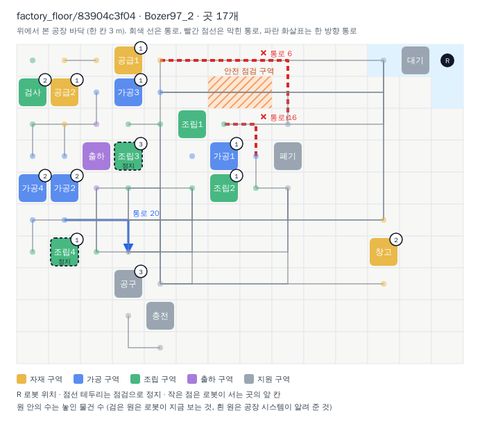 factory_floor/83904c3f04 · Bozer97_2 · 곳 17개
위에서 본 공장 바닥 (한 칸 3 m). 회색 선은 통로, 빨간 점선은 막힌 통로, 파란 화살표는 한 방향 통로
공급1 1
✕ 통로 6
대기
R
안전 점검 구역
검사 2
공급2 1
가공3 1
조립1
✕ 통로 16
출하
조립3 3
정지
가공1 1
폐기
가공4 2
가공2 2
조립2 1
통로 20
조립4 1
정지
창고 2
공구 3
충전
자재 구역 가공 구역 조립 구역 출하 구역 지원 구역
R 로봇 위치 · 점선 테두리는 점검으로 정지 · 작은 점은 로봇이 서는 곳의 앞 칸
원 안의 수는 놓인 물건 수 (검은 원은 로봇이 지금 보는 것, 흰 원은 공장 시스템이 알려 준 것)